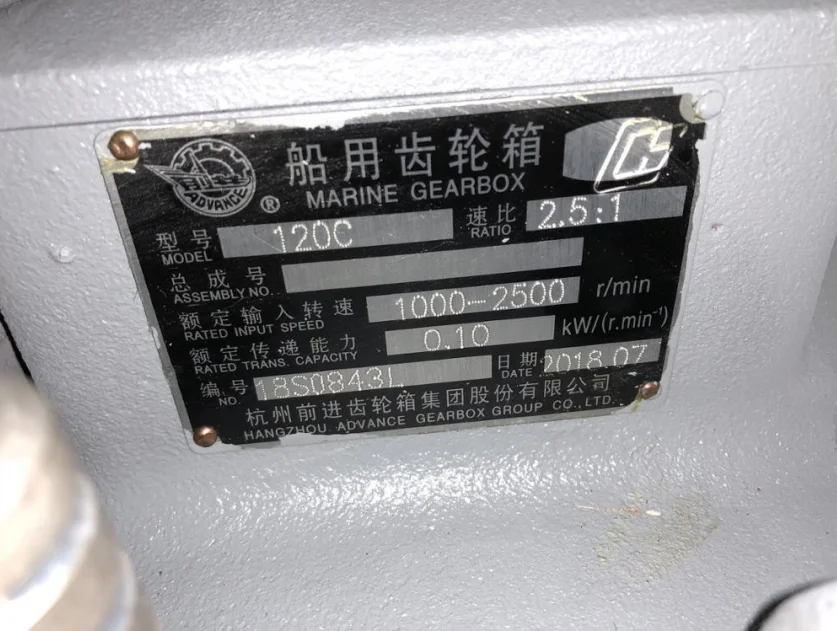 ADVANCE ®
船用齿轮箱
MARINE GEARBOX
型号 120C 速比 2.5:1
MODEL RATIO
总成号
ASSEMBLY NO.
额定输入转速 1000-2500 r/min
RATED INPUT SPEED
额定传递能力 0.10 kW/(r.min⁻¹)
RATED TRANS. CAPACITY
编号 18S0843L 日期 2018.07
NO. DATE
杭州前进齿轮箱集团股份有限公司
HANGZHOU ADVANCE GEARBOX GROUP CO.,LTD.